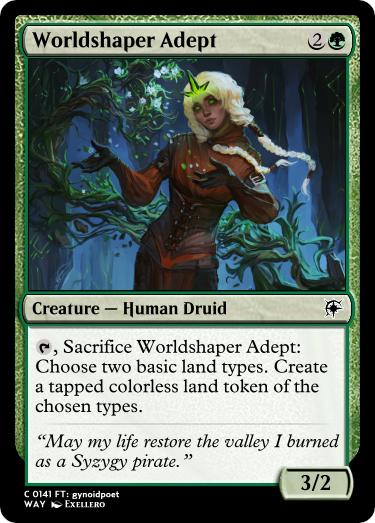 Worldshaper Adept 2
Creature — Human Druid
, Sacrifice Worldshaper Adept:
Choose two basic land types. Create
a tapped colorless land token of the
chosen types.
“May my life restore the valley I burned
as a Syzygy pirate.”
3/2
C 0141 FT: gynoidpoet
WAY Exellero